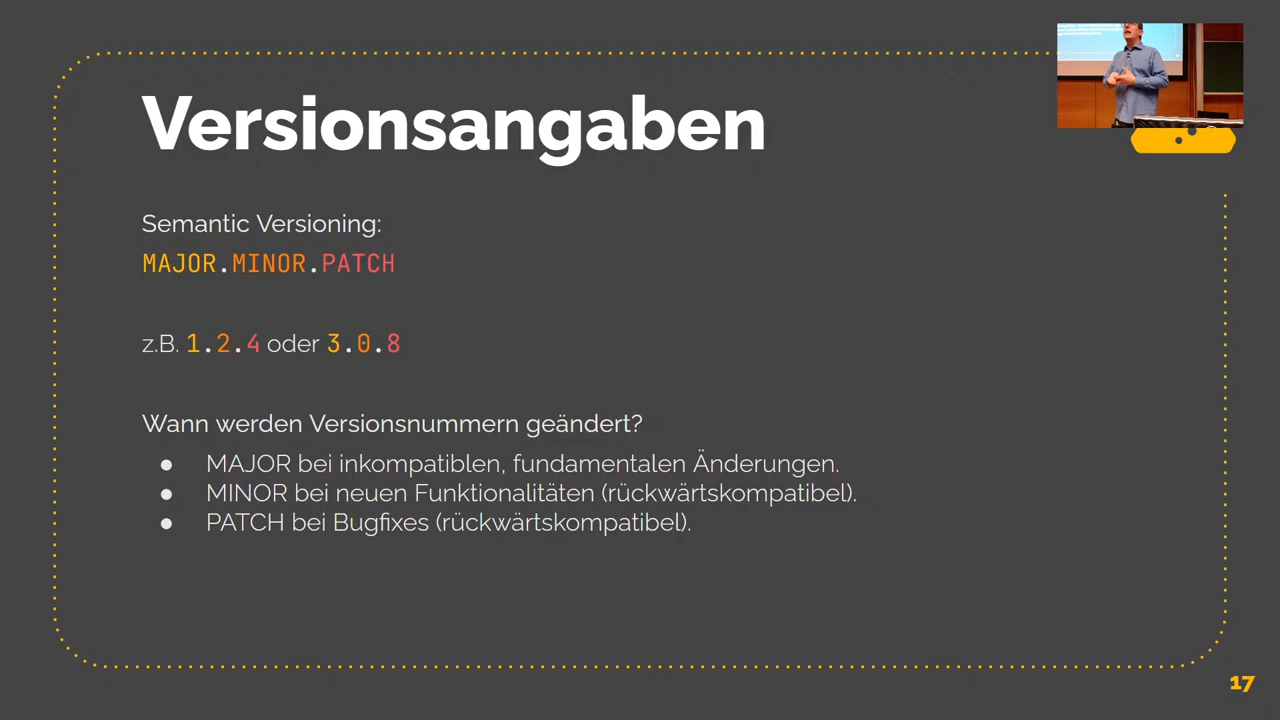 Versionsangaben
Semantic Versioning:
MAJOR.MINOR.PATCH
z.B. 1.2.4 oder 3.0.8
Wann werden Versionsnummern geändert?
● MAJOR bei inkompatiblen, fundamentalen Änderungen.
● MINOR bei neuen Funktionalitäten (rückwärtskompatibel).
● PATCH bei Bugfixes (rückwärtskompatibel).
17